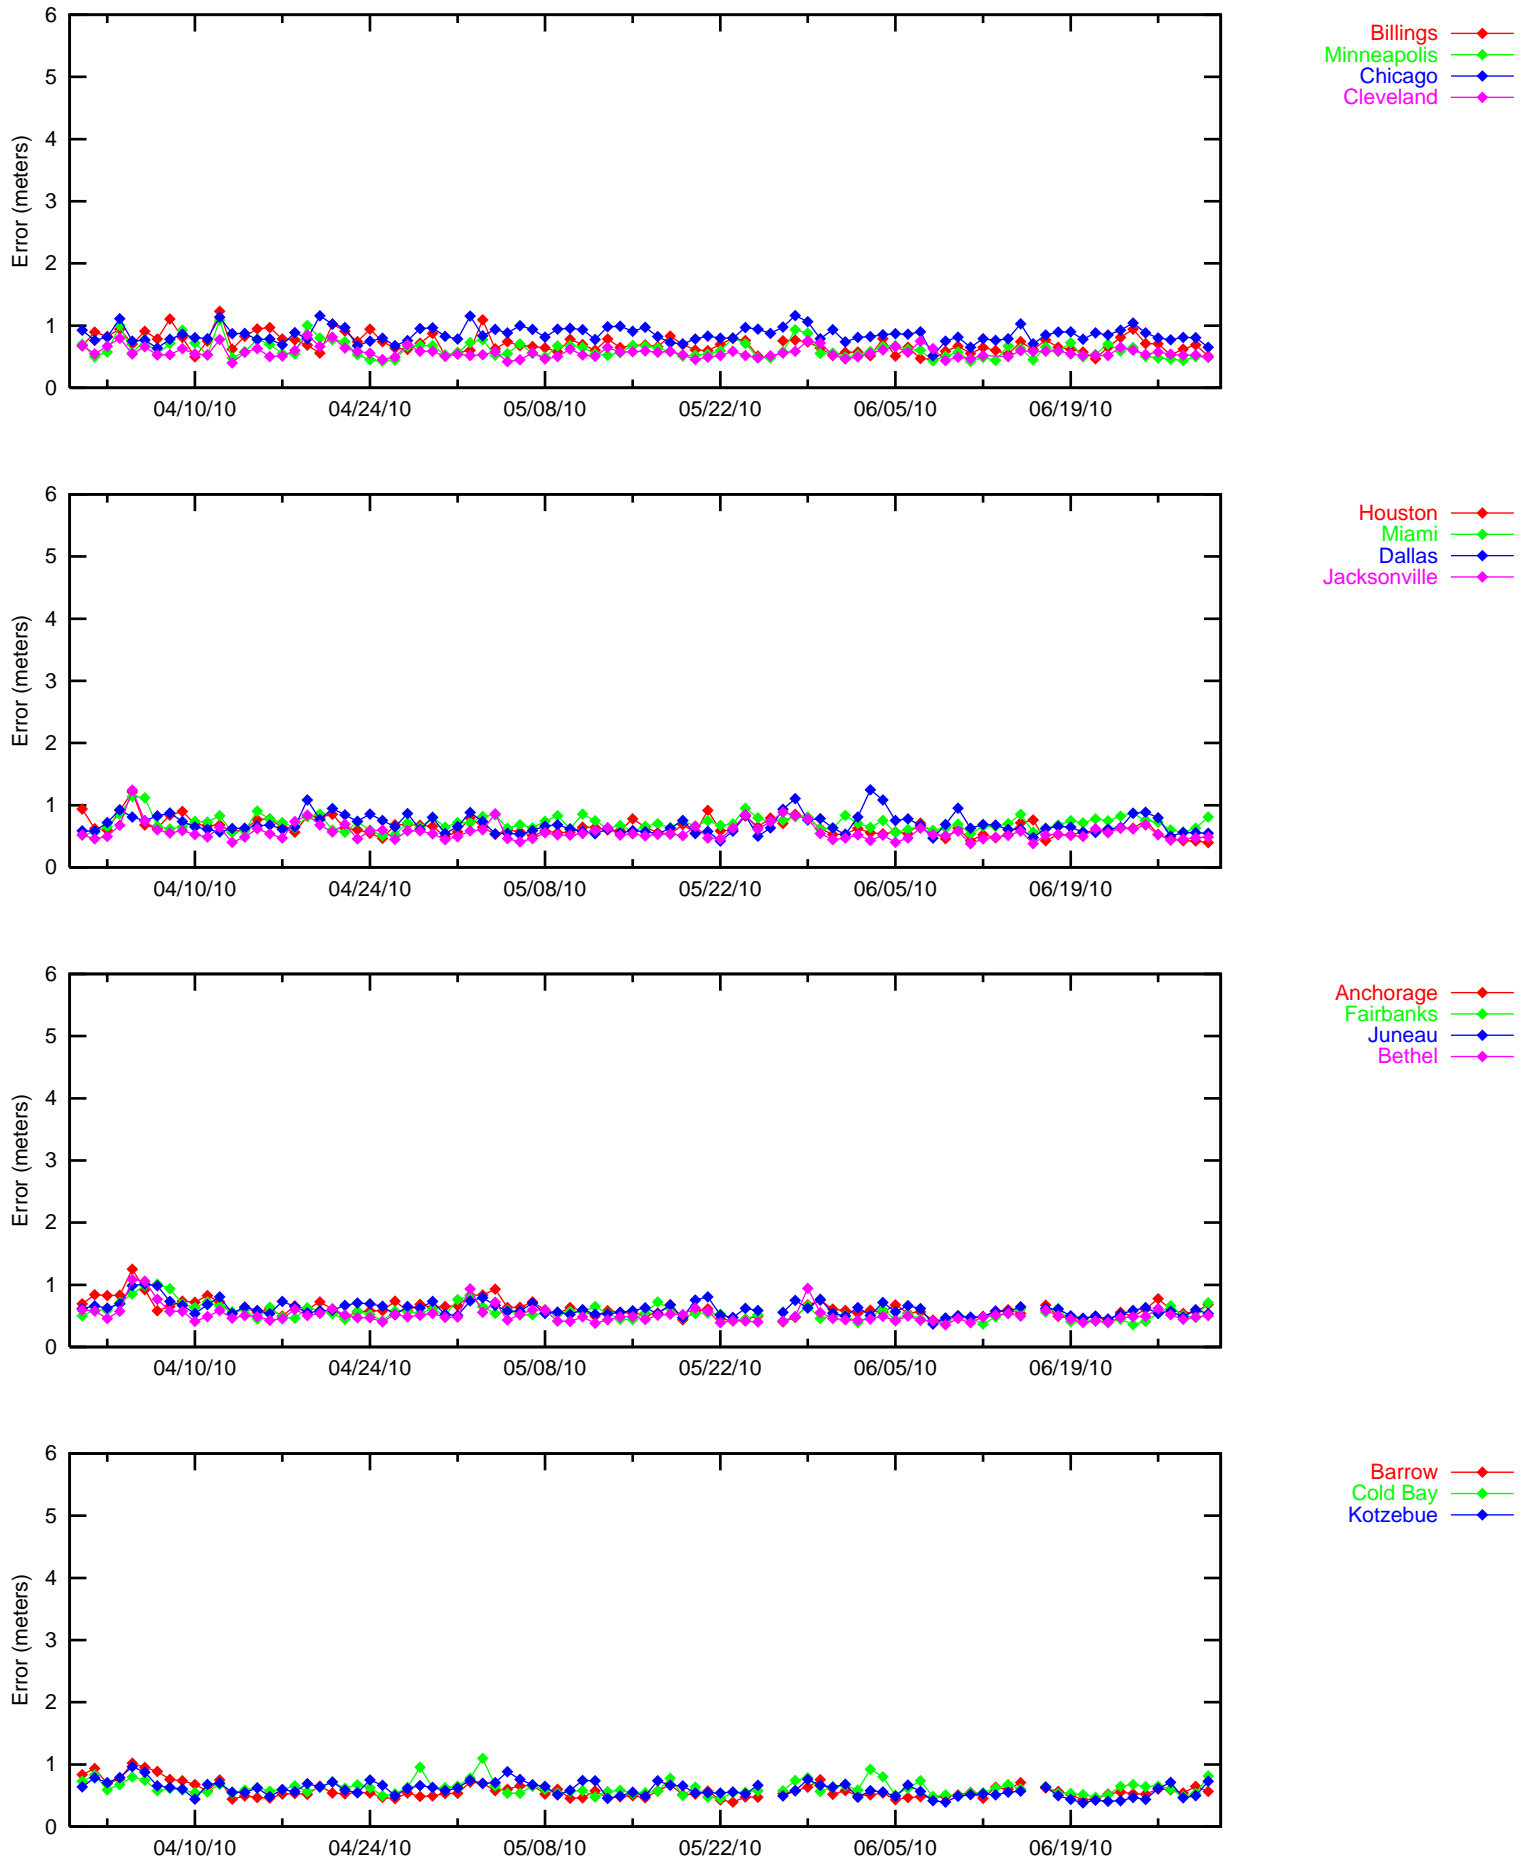 6
5
4
3
2
1
0
Error (meters)
04/10/10 04/24/10 05/08/10 05/22/10 06/05/10 06/19/10
Billings
Minneapolis
Chicago
Cleveland
6
5
4
3
2
1
0
Error (meters)
04/10/10 04/24/10 05/08/10 05/22/10 06/05/10 06/19/10
Houston
Miami
Dallas
Jacksonville
6
5
4
3
2
1
0
Error (meters)
04/10/10 04/24/10 05/08/10 05/22/10 06/05/10 06/19/10
Anchorage
Fairbanks
Juneau
Bethel
6
5
4
3
2
1
0
Error (meters)
04/10/10 04/24/10 05/08/10 05/22/10 06/05/10 06/19/10
Barrow
Cold Bay
Kotzebue